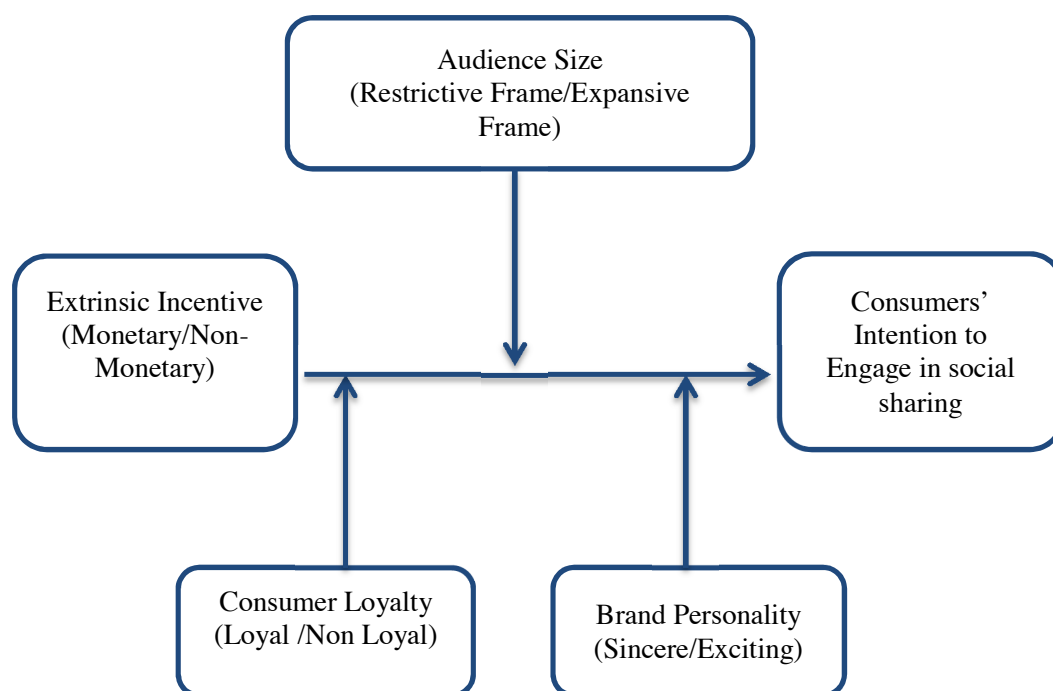 Audience Size
(Restrictive Frame/Expansive
Frame)
Extrinsic Incentive
(Monetary/Non-
Monetary)
Consumers’
Intention to
Engage in social
sharing
Consumer Loyalty
(Loyal /Non Loyal)
Brand Personality
(Sincere/Exciting)